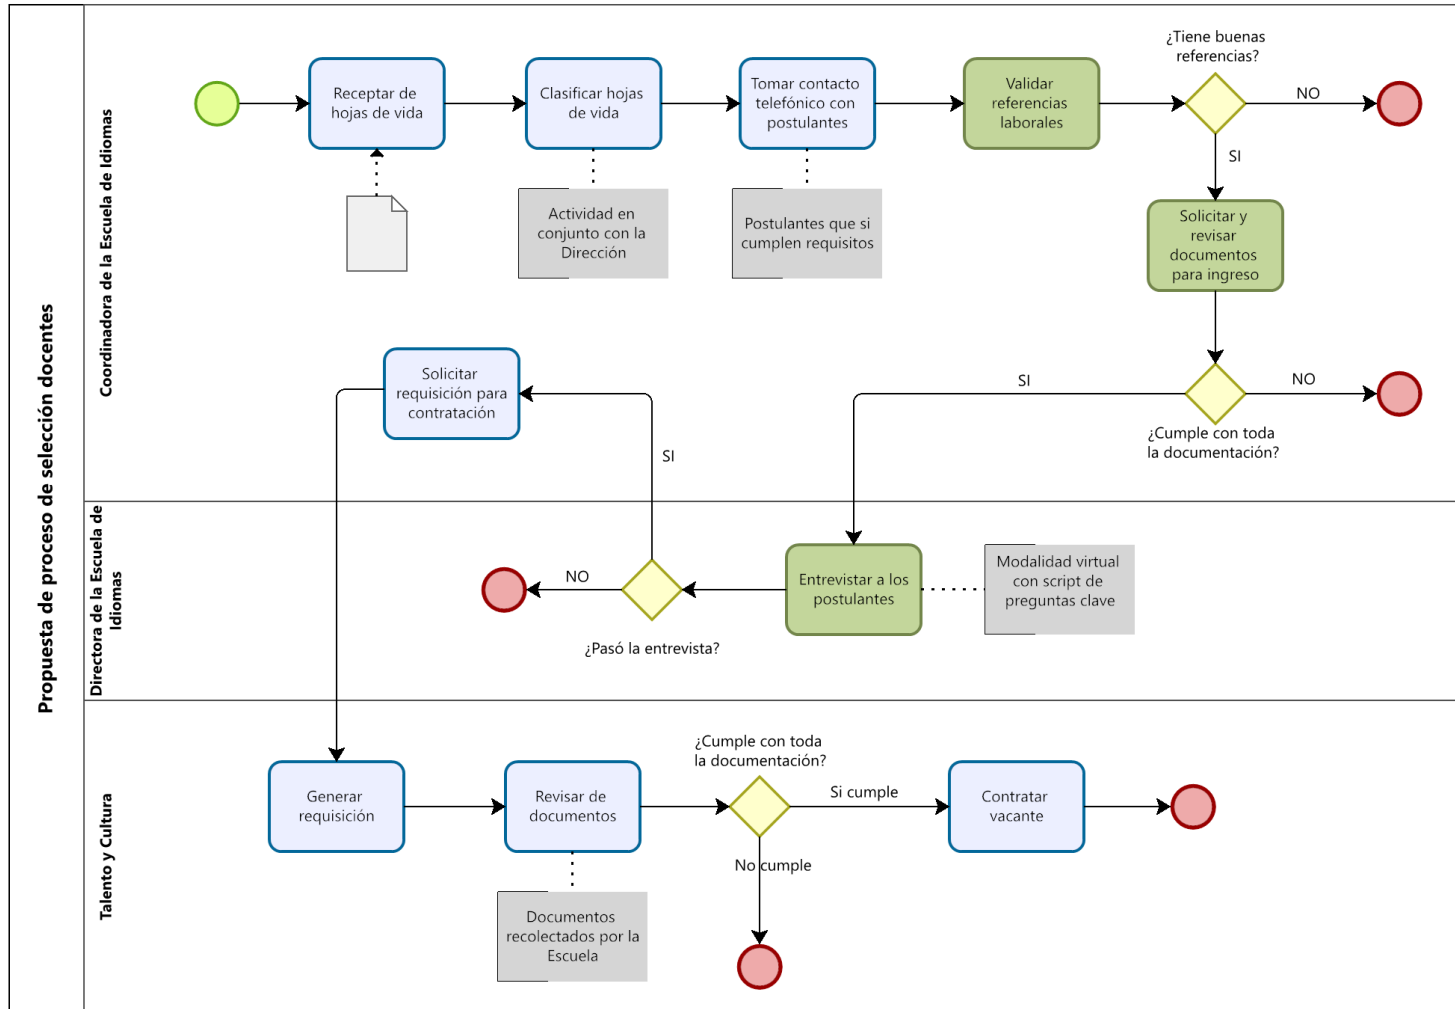 Propuesta de proceso de selección docentes
Coordinadora de la Escuela de Idiomas
Receptar de
hojas de vida
Clasificar hojas
de vida
Actividad en
conjunto con la
Dirección
Tomar contacto
telefónico con
postulantes
Postulantes que si
cumplen requisitos
Validar
referencias
laborales
¿Tiene buenas
referencias?
NO
SI
Solicitar y
revisar
documentos
para ingreso
¿Cumple con toda
la documentación?
NO
SI
Solicitar
requisición para
contratación
SI
Directora de la Escuela de
Idiomas
Entrevistar a los
postulantes
Modalidad virtual
con script de
preguntas clave
NO
¿Pasó la entrevista?
Talento y Cultura
Generar
requisición
Revisar de
documentos
Documentos
recolectados por la
Escuela
¿Cumple con toda
la documentación?
Si cumple
No cumple
Contratar
vacante